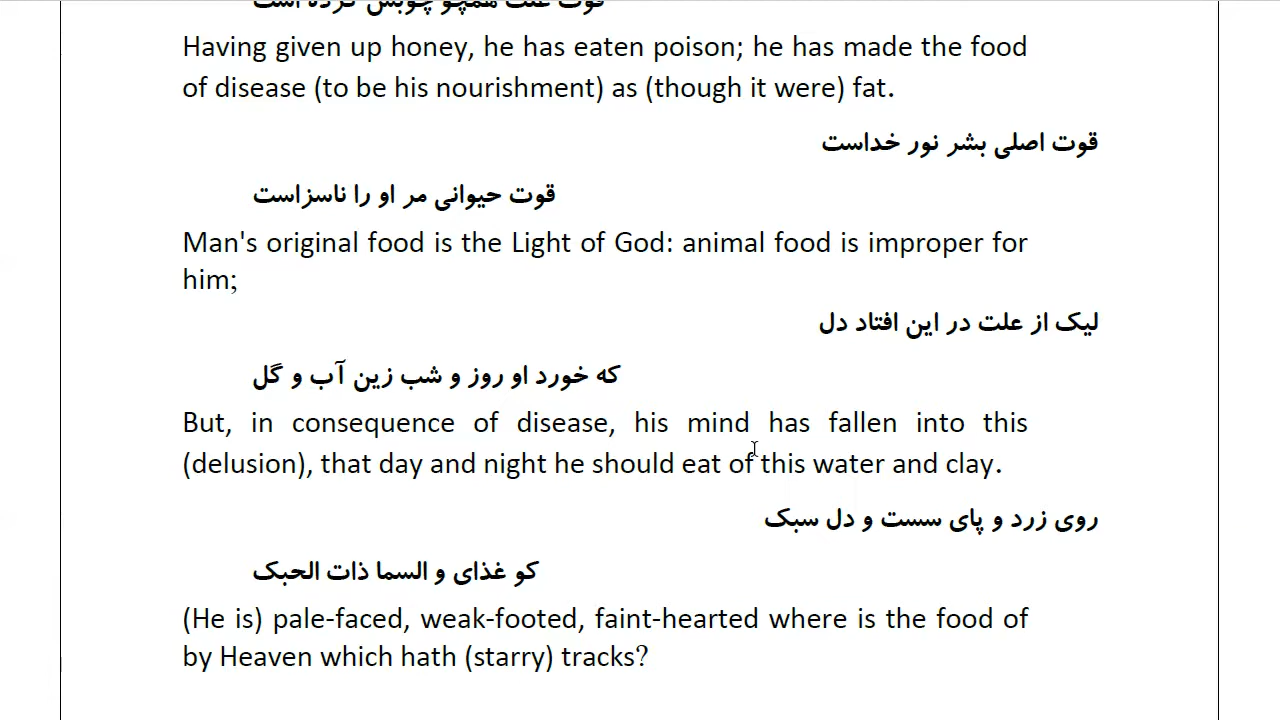 قوت علت همچو چوبش کرده است
Having given up honey, he has eaten poison; he has made the food
of disease (to be his nourishment) as (though it were) fat.
قوت اصلی بشر نور خداست
قوت حیوانی مر او را ناسزاست
Man's original food is the Light of God: animal food is improper for
him;
لیک از علت در این افتاد دل
که خورد او روز و شب زین آب و گل
But, in consequence of disease, his mind has fallen into this
(delusion), that day and night he should eat of this water and clay.
روی زرد و پای سست و دل سبک
کو غذای و السما ذات الحبک
(He is) pale-faced, weak-footed, faint-hearted where is the food of
by Heaven which hath (starry) tracks?